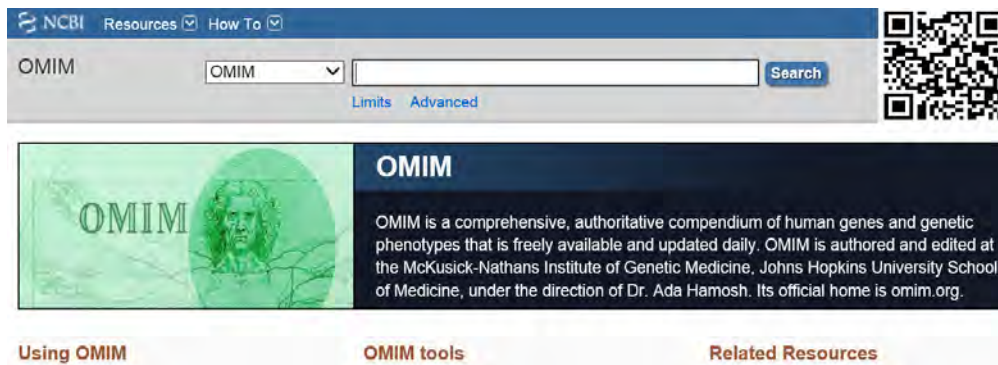 NCBI Resources How To
OMIM OMIM Search
Limits Advanced
OMIM
OMIM
OMIM is a comprehensive, authoritative compendium of human genes and genetic
phenotypes that is freely available and updated daily. OMIM is authored and edited at
the McKusick-Nathans Institute of Genetic Medicine, Johns Hopkins University School
of Medicine, under the direction of Dr. Ada Hamosh. Its official home is omim.org.
Using OMIM OMIM tools Related Resources